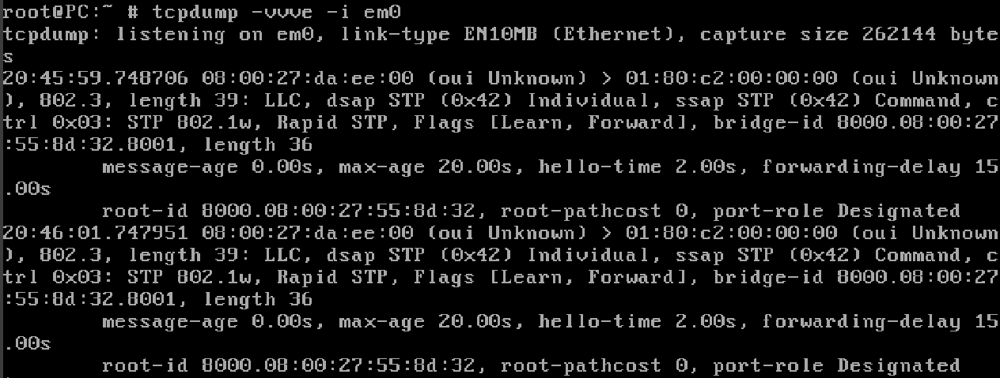 root@PC:~ # tcpdump -vvve -i em0
tcpdump: listening on em0, link-type EN10MB (Ethernet), capture size 262144 byte
s
20:45:59.748706 08:00:27:da:ee:00 (oui Unknown) > 01:80:c2:00:00:00 (oui Unknown
), 802.3, length 39: LLC, dsap STP (0x42) Individual, ssap STP (0x42) Command, c
trl 0x03: STP 802.1w, Rapid STP, Flags [Learn, Forward], bridge-id 8000.08:00:27
:55:8d:32.8001, length 36
        message-age 0.00s, max-age 20.00s, hello-time 2.00s, forwarding-delay 15
.00s
        root-id 8000.08:00:27:55:8d:32, root-pathcost 0, port-role Designated
20:46:01.747951 08:00:27:da:ee:00 (oui Unknown) > 01:80:c2:00:00:00 (oui Unknown
), 802.3, length 39: LLC, dsap STP (0x42) Individual, ssap STP (0x42) Command, c
trl 0x03: STP 802.1w, Rapid STP, Flags [Learn, Forward], bridge-id 8000.08:00:27
:55:8d:32.8001, length 36
        message-age 0.00s, max-age 20.00s, hello-time 2.00s, forwarding-delay 15
.00s
        root-id 8000.08:00:27:55:8d:32, root-pathcost 0, port-role Designated